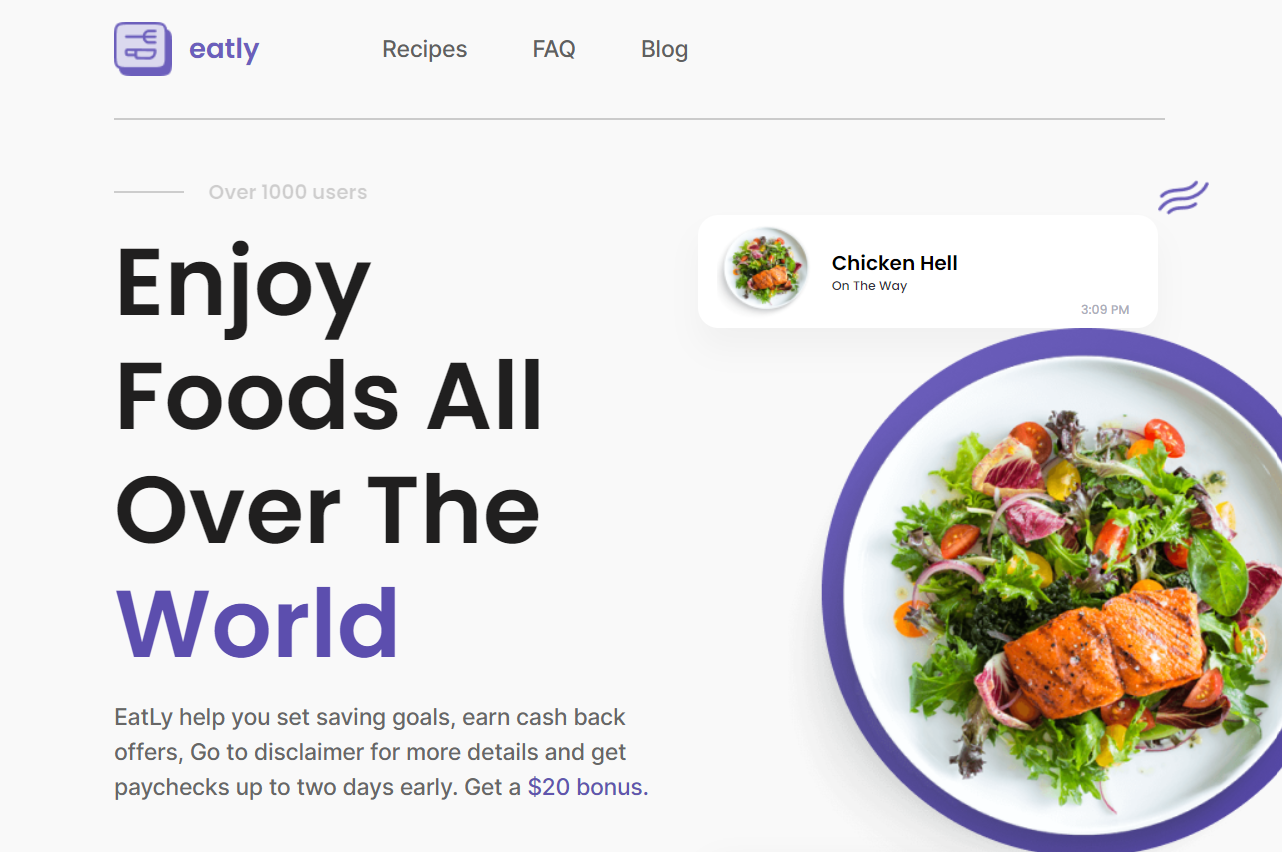 eatly
Recipes
FAQ
Blog
Over 1000 users
Enjoy
Foods All
Over The
World
Chicken Hell
On The Way
3:09 PM
EatLy help you set saving goals, earn cash back
offers, Go to disclaimer for more details and get
paychecks up to two days early. Get a $20 bonus.